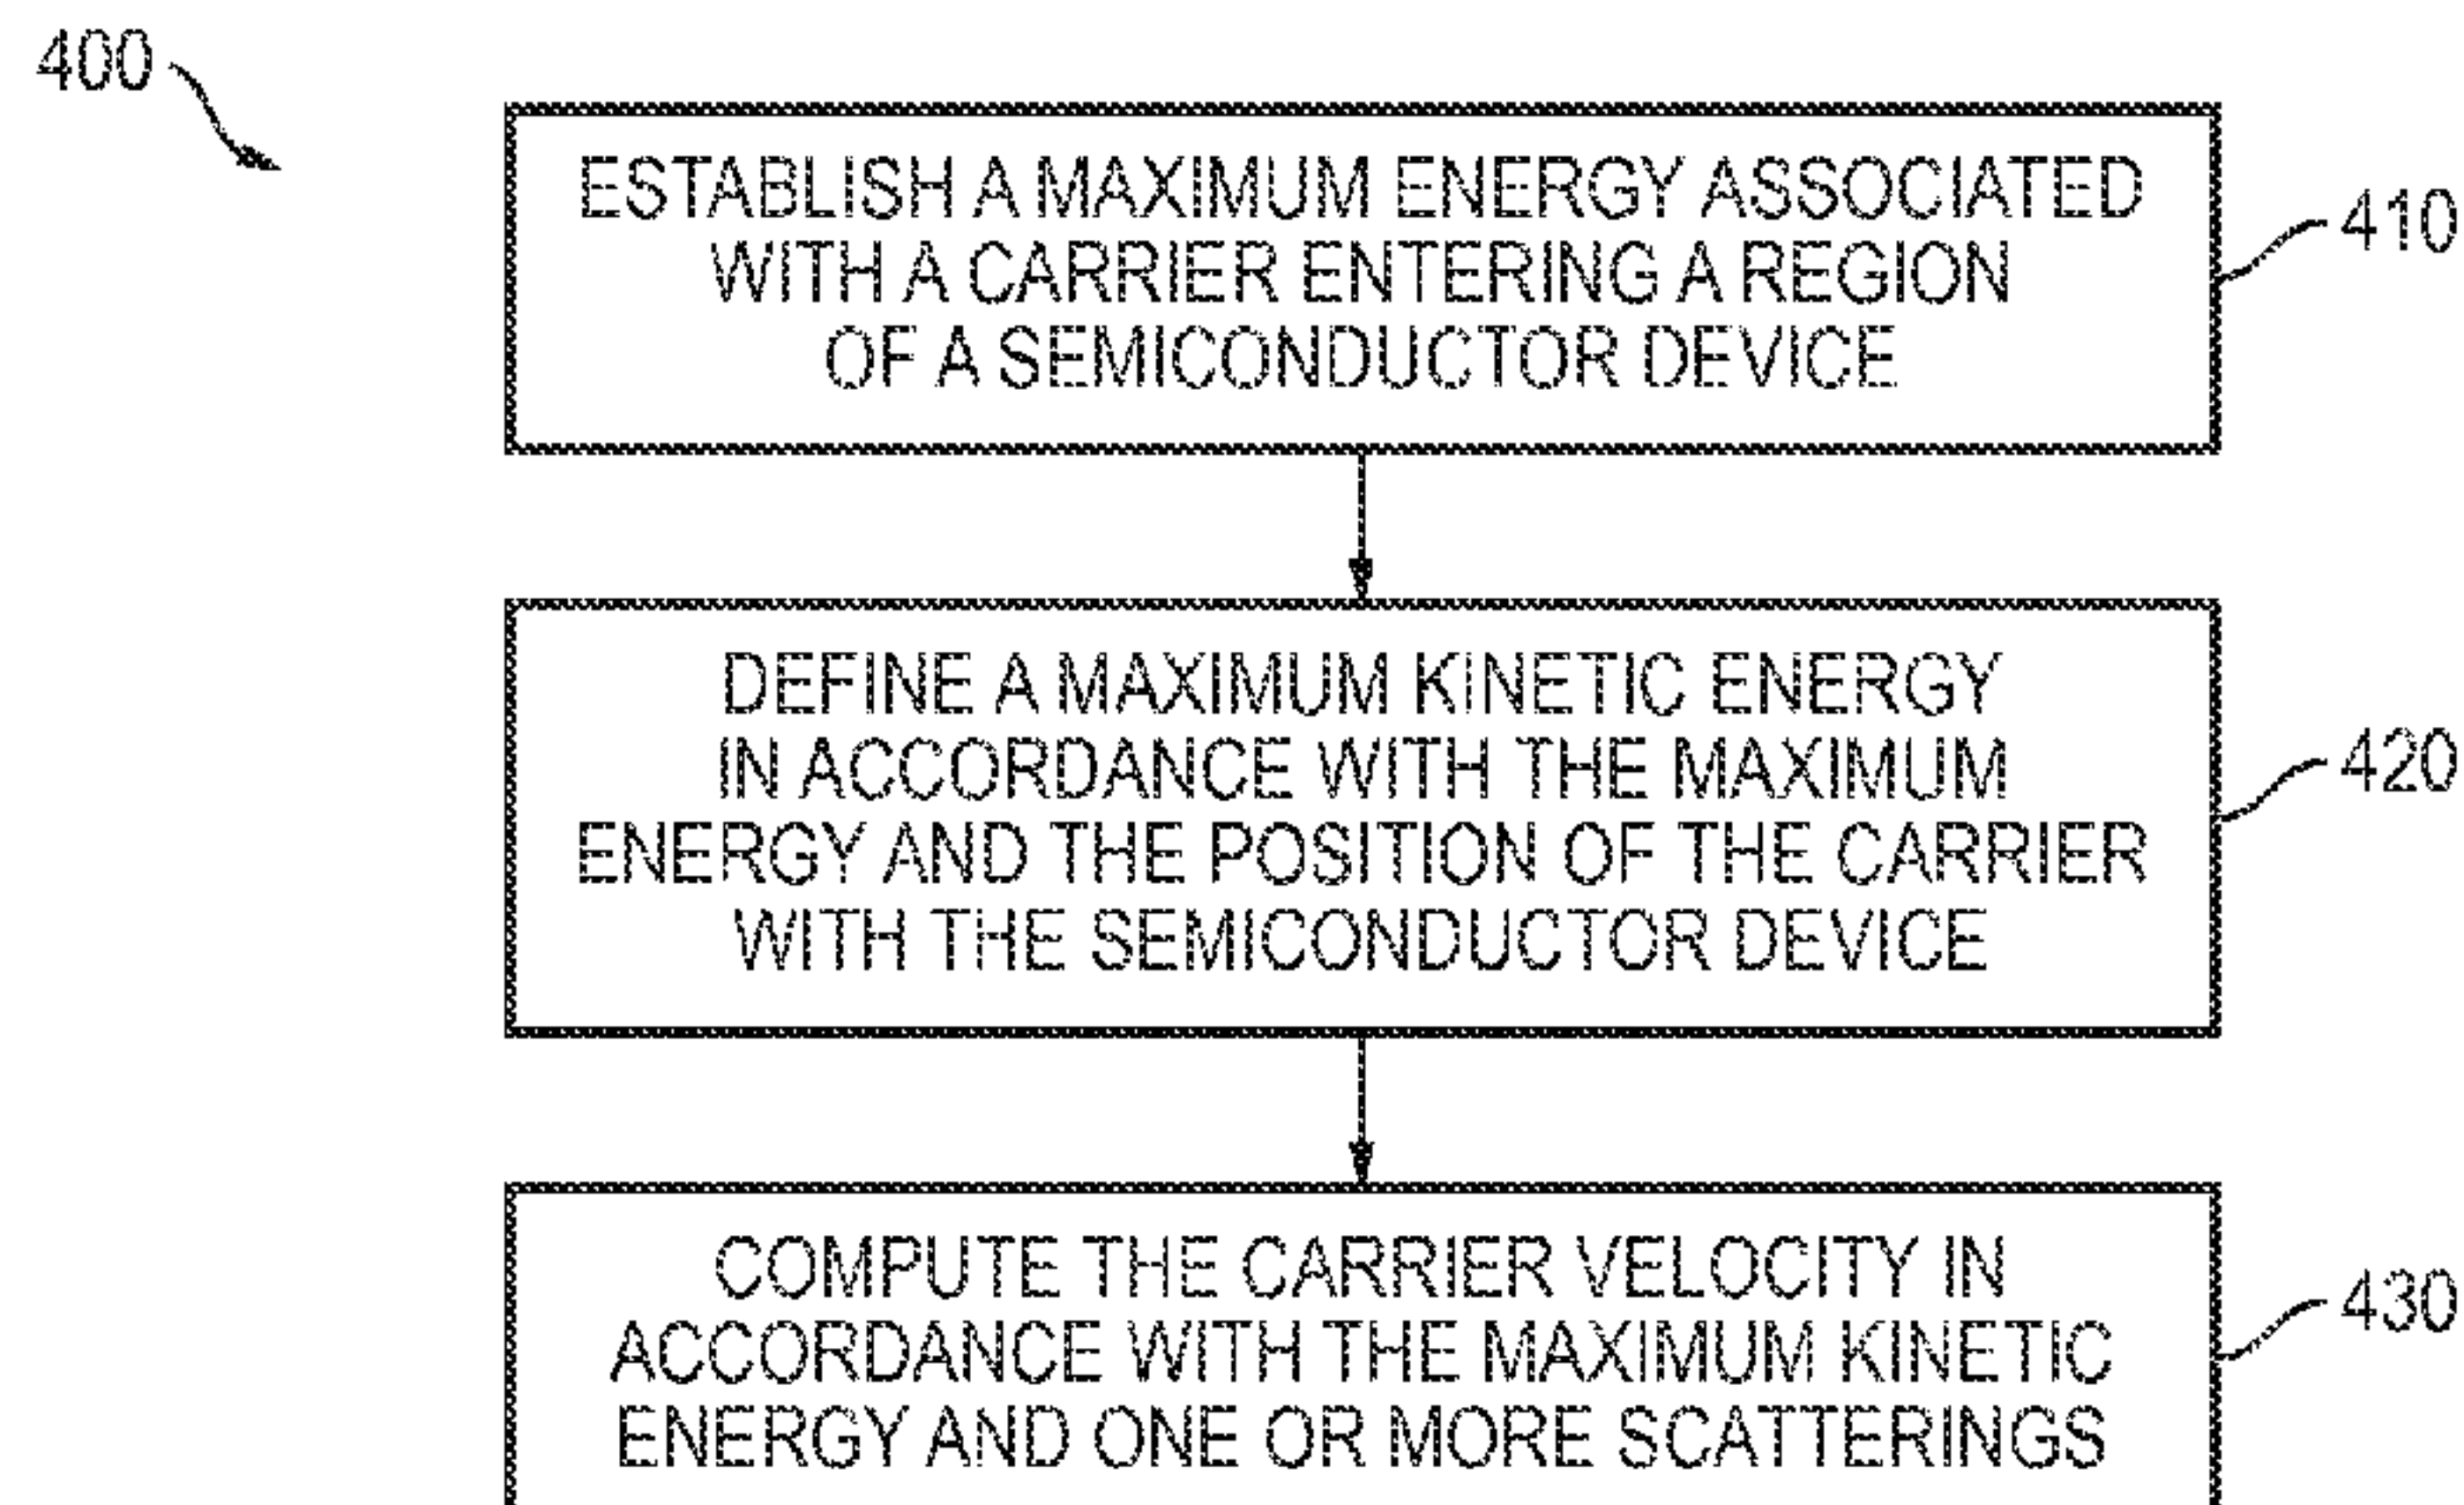 400
ESTABLISH A MAXIMUM ENERGY ASSOCIATED
WITH A CARRIER ENTERING A REGION
OF A SEMICONDUCTOR DEVICE
410
DEFINE A MAXIMUM KINETIC ENERGY
IN ACCORDANCE WITH THE MAXIMUM
ENERGY AND THE POSITION OF THE CARRIER
WITH THE SEMICONDUCTOR DEVICE
420
COMPUTE THE CARRIER VELOCITY IN
ACCORDANCE WITH THE MAXIMUM KINETIC
ENERGY AND ONE OR MORE SCATTERINGS
430